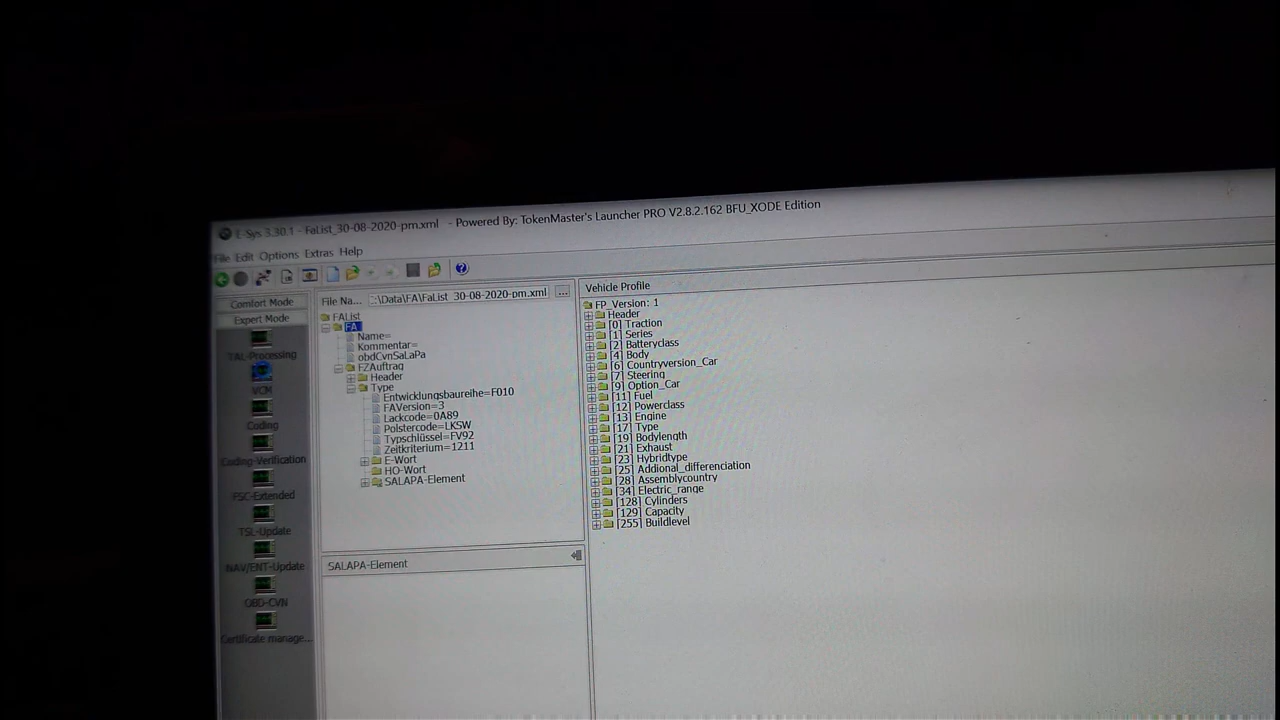 E-Sys 3.30.1 - FaList_30-08-2020-pm.xml - Powered By: TokenMaster's Launcher PRO V2.8.2.162 BFU_XODE Edition
File Edit Options Extras Help
Comfort Mode
Expert Mode
TAL-Processing
VCM
Coding
Coding-Verification
FSC-Extended
TSL-Update
NAV/ENT-Update
OBD-CVN
Certificate manage...
File Na... :\Data\FA\FaList_30-08-2020-pm.xml ...
FAList
FA
Name=
Kommentar=
obdCvnSaLaPa
FZAuftrag
Header
Type
Entwicklungsbaureihe=F010
FAVersion=3
Lackcode=0A89
Polstercode=LKSW
Typschlüssel=FV92
Zeitkriterium=1211
E-Wort
HO-Wort
SALAPA-Element
SALAPA-Element
Vehicle Profile
FP_Version: 1
Header
[0] Traction
[1] Series
[2] Batteryclass
[4] Body
[6] Countryversion_Car
[7] Steering
[9] Option_Car
[11] Fuel
[12] Powerclass
[13] Engine
[17] Type
[19] Bodylength
[21] Exhaust
[23] Hybridtype
[25] Addional_differenciation
[28] Assemblycountry
[34] Electric_range
[128] Cylinders
[129] Capacity
[255] Buildlevel